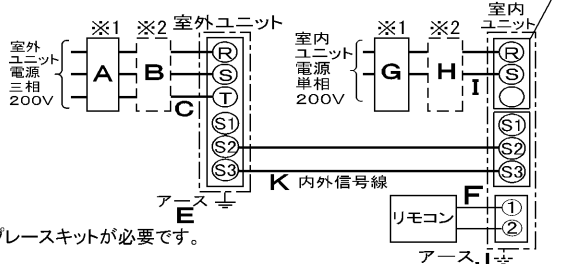 ※1 ※2 室外ユニット
室外
ユニット
電源
三相
200V
A
B
C
R
S
T
S1
S2
S3
アース
E
※1 ※2
室内
ユニット
室内
ユニット
電源
単相
200V
G
H
I
R
S
S1
S2
S3
K 内外信号線
F
リモコン
1
2
アース J
プレースキットが必要です。